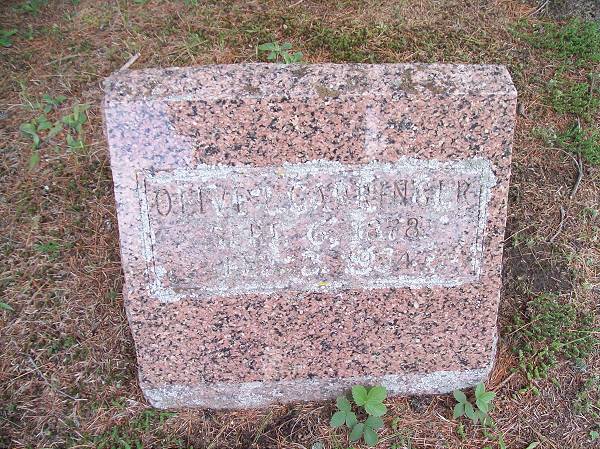 OLIVE L. GARRINGER
SEPT. 6, 1878
1974